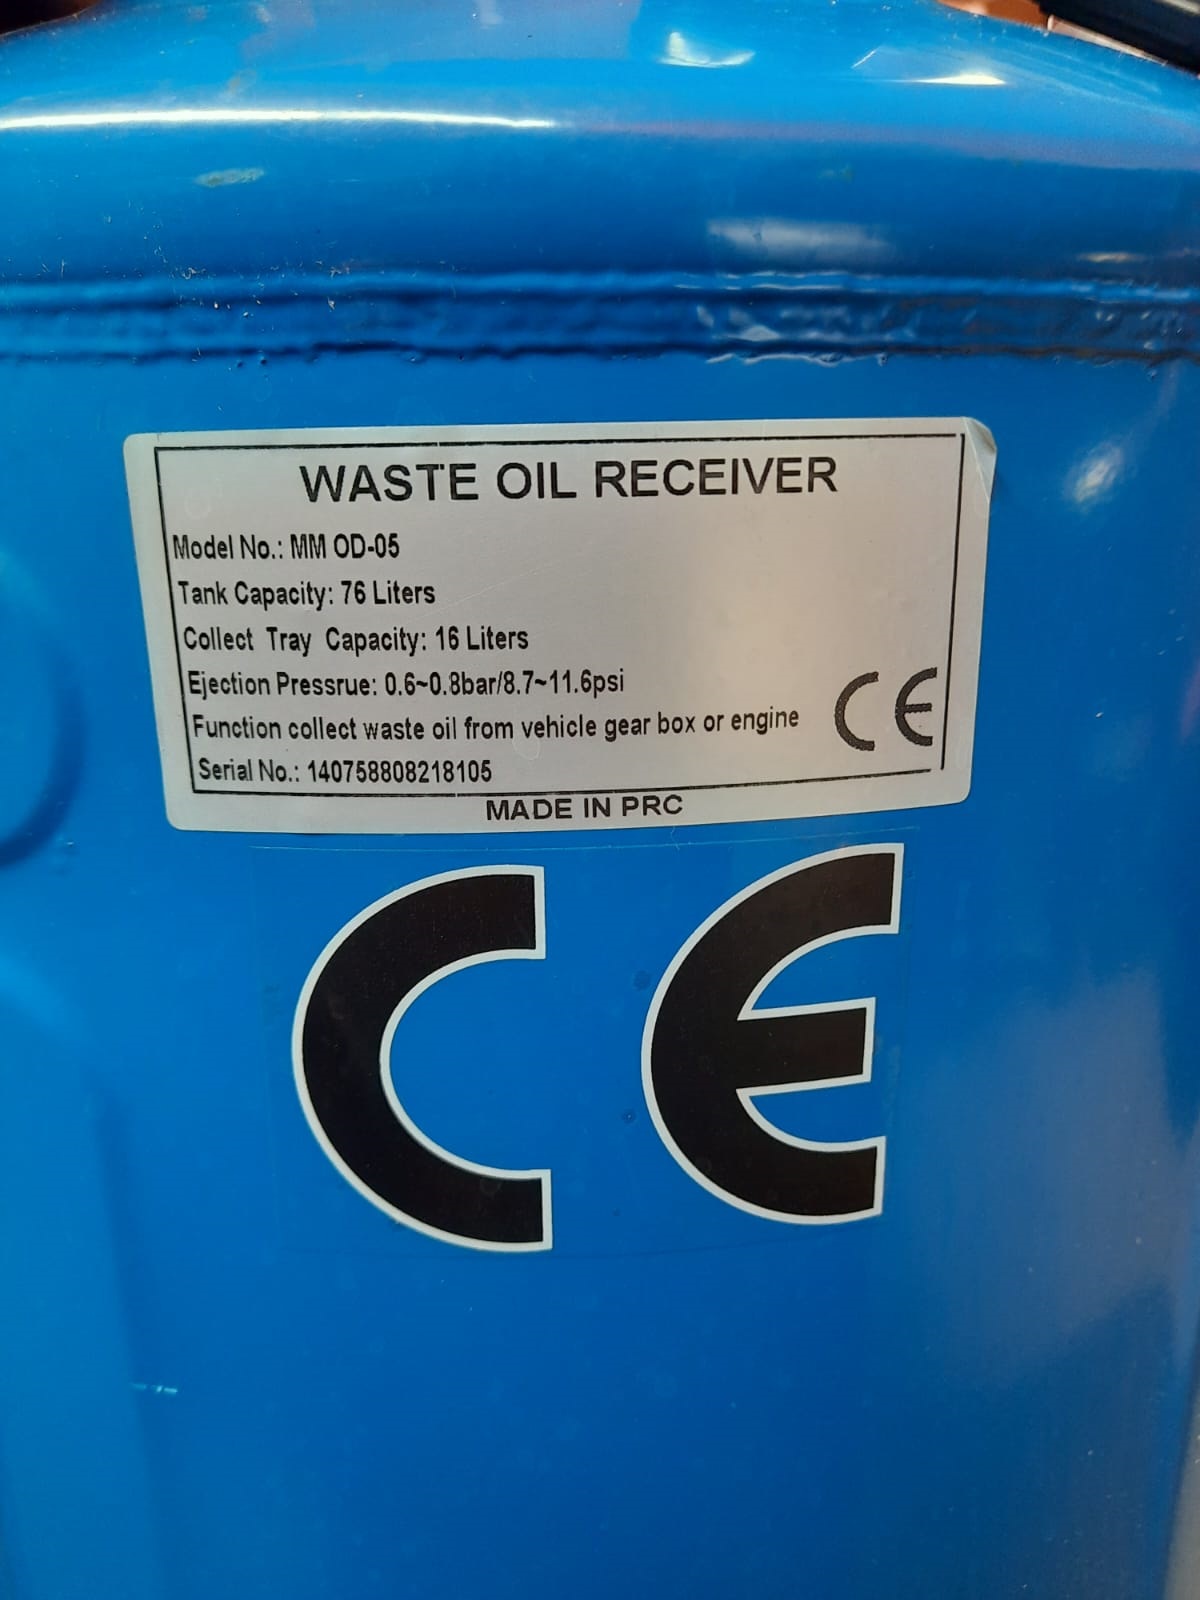 WASTE OIL RECEIVER
Model No.: MM OD-05
Tank Capacity: 76 Liters
Collect Tray Capacity: 16 Liters
Ejection Pressrue: 0.6~0.8bar/8.7~11.6psi
Function collect waste oil from vehicle gear box or engine
CE
Serial No.: 140758808218105
MADE IN PRC
CE